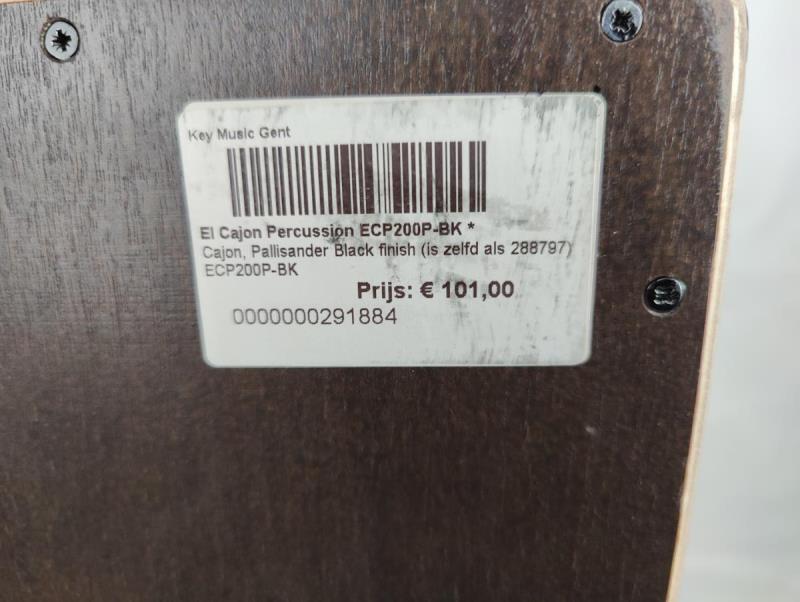 Key Music Gent
El Cajon Percussion ECP200P-BK *
Cajon, Pallisander Black finish (is zelfd als 288797)
ECP200P-BK
Prijs: € 101,00
0000000291884